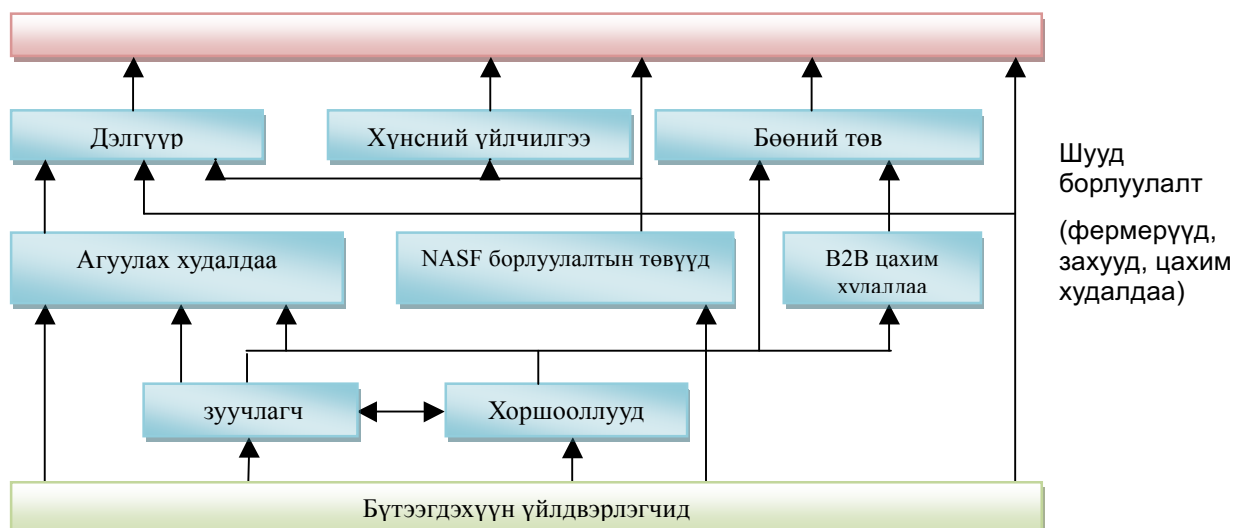 Дэлгүүр
Хүнсний үйлчилгээ
Бөөний төв
Шууд
борлуулалт
(фермерүүд,
захууд, цахим
худалдаа)
Агуулах худалдаа
NASF борлуулалтын төвүүд
B2B цахим
худалдаа
зуучлагч
Хоршооллууд
Бүтээгдэхүүн үйлдвэрлэгчид